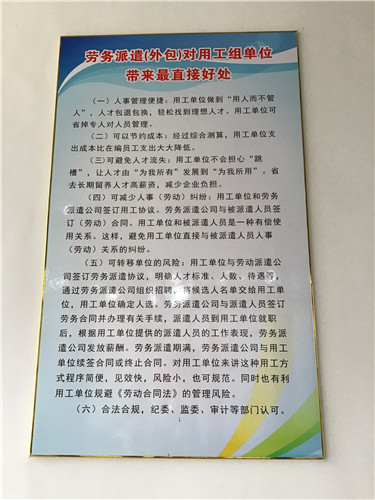 劳务派遣(外包)对用工组单位
带来最直接好处
（一）人事管理便捷：用工单位做到“用人而不管
人”，人才包退包换，轻松找到理想人才。用工单位可
省掉专人对人员管理。
（二）可以节约成本：经过综合测算，用工单位支
出成本比在编员工支出大大降低。
（三)可避免人才流失：用工单位不会担心“跳
槽”，让人才由“为我所有”发展到“为我所用”。省
去长期留养人才高薪资，减少企业负担。
（四）可减少人事（劳动）纠纷：用工单位和劳务
派遣公司签订用工协议。劳务派遣公司与被派遣人员签
订（劳动）合同。用工单位和被派遣人员是一种有偿使
用关系。这样，避免用工单位直接与被派遣人员人事
（劳动）关系的纠纷。
（五）可转移单位的风险：用工单位与劳动派遣公
司签订劳务派遣协议，明确人才标准、人数、待遇等，
通过劳务派遣公司组织招聘，将候选人名单交给用工单
位，用工单位确定人选。劳务派遣公司与派遣人员签订
劳务合同并办理有关手续，派遣人员到用工单位就职
后，根据用工单位提供的派遣人员的工作表现，劳务派
遣公司发放薪酬。劳务派遣期满，劳务派遣公司与用工
单位续签合同或终止合同。对用工单位来讲这种用工方
式程序简便，见效快，风险小，也可规范。同时也有利
用工单位规避《劳动合同法》的管理风险。
（六）合法合规，纪委、监委、审计等部门认可。